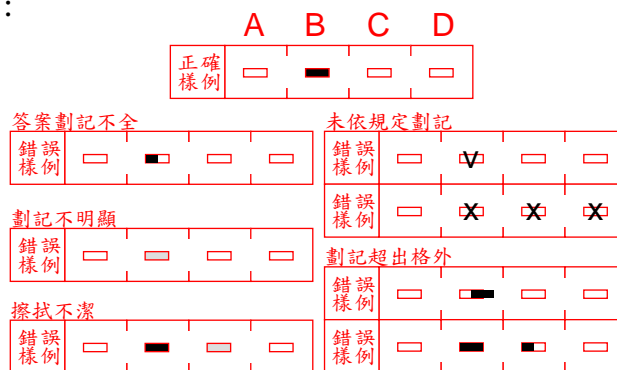 ：
A B C D
正確
樣例
答案劃記不全
錯誤
樣例
未依規定劃記
錯誤
樣例
V
錯誤
樣例
X X X
劃記不明顯
錯誤
樣例
劃記超出格外
錯誤
樣例
擦拭不潔
錯誤
樣例
錯誤
樣例